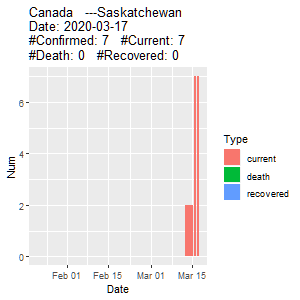 Canada   ---Saskatchewan
Date: 2020-03-17
#Confirmed: 7   #Current: 7
#Death: 0   #Recovered: 0
6
4
2
0
Num
Feb 01
Feb 15
Mar 01
Mar 15
Date
Type
current
death
recovered